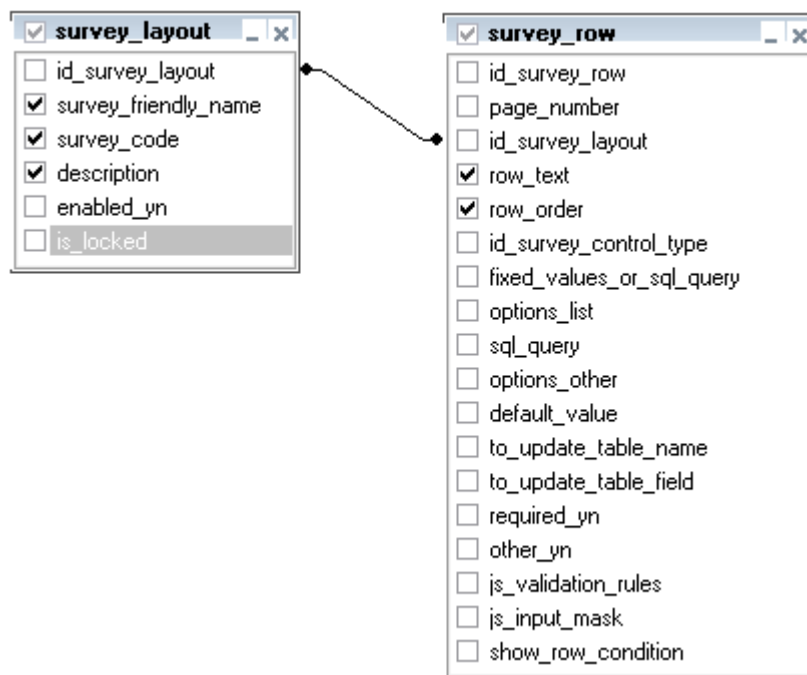 survey_layout
id_survey_layout
survey_friendly_name
survey_code
description
enabled_yn
is_locked
survey_row
id_survey_row
page_number
id_survey_layout
row_text
row_order
id_survey_control_type
fixed_values_or_sql_query
options_list
sql_query
options_other
default_value
to_update_table_name
to_update_table_field
required_yn
other_yn
js_validation_rules
js_input_mask
show_row_condition